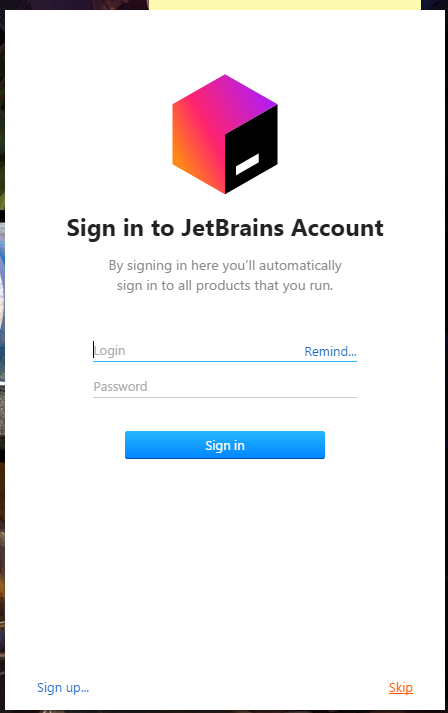 Sign in to JetBrains Account
By signing in here you'll automatically
sign in to all products that you run.
Login
Remind...
Password
Sign in
Sign up...
Skip